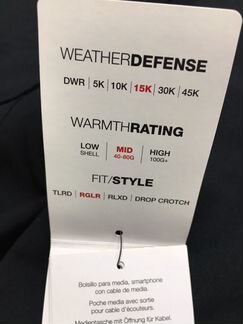 WEATHERDEFENSE
DWR | 5K | 10K | 15K | 30K | 45K
WARMTHRATING
LOW SHELL | MID 40-80G | HIGH 100G+
FIT/STYLE
TLRD | RGLR | RLXD | DROP CROTCH
Bolsillo para media, smartphone
con cable de media.
Poche media avec sortie
pour cable d'écouteurs.
Medientasche mit Öffnung für Kabel.